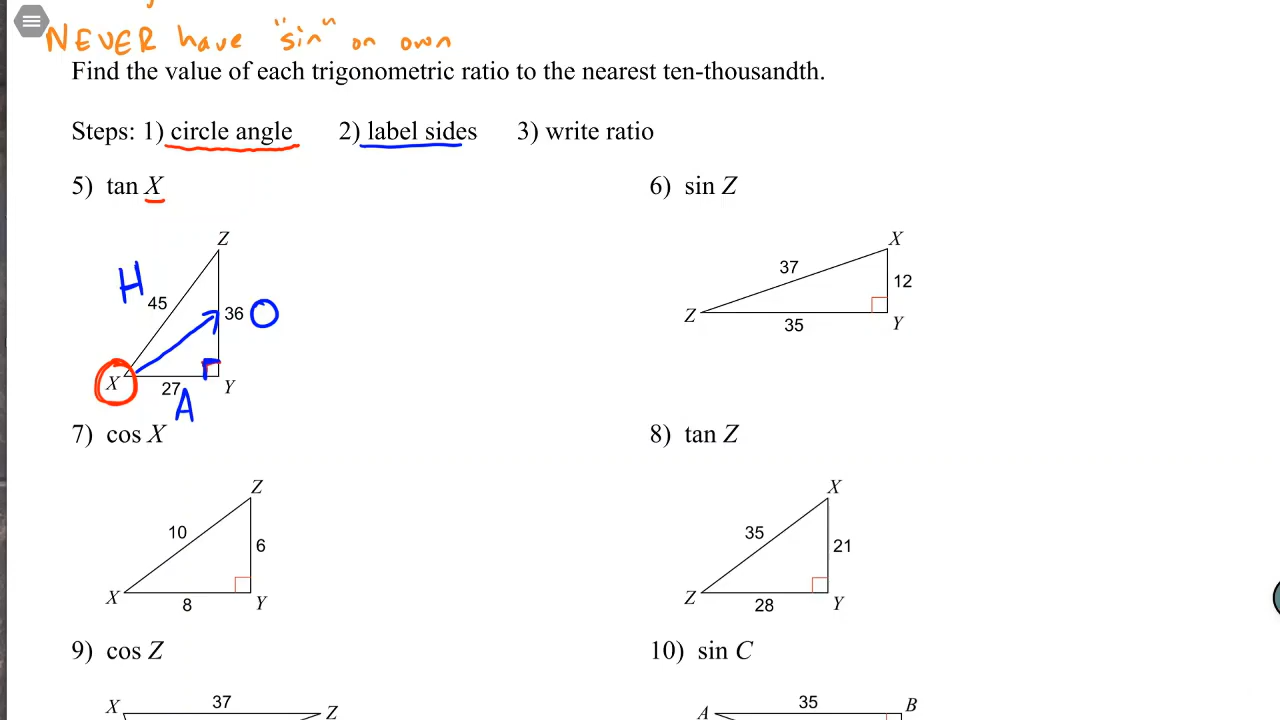 NEVER have "sin" on own
Find the value of each trigonometric ratio to the nearest ten-thousandth.
Steps: 1) circle angle 2) label sides 3) write ratio
5) tan X
6) sin Z
Z
H
45
36 O
X
27
Y
A
X
37
12
Z
35
Y
7) cos X
8) tan Z
Z
10
6
X
8
Y
X
35
21
Z
28
Y
9) cos Z
10) sin C
X
37
Z
A
35
B